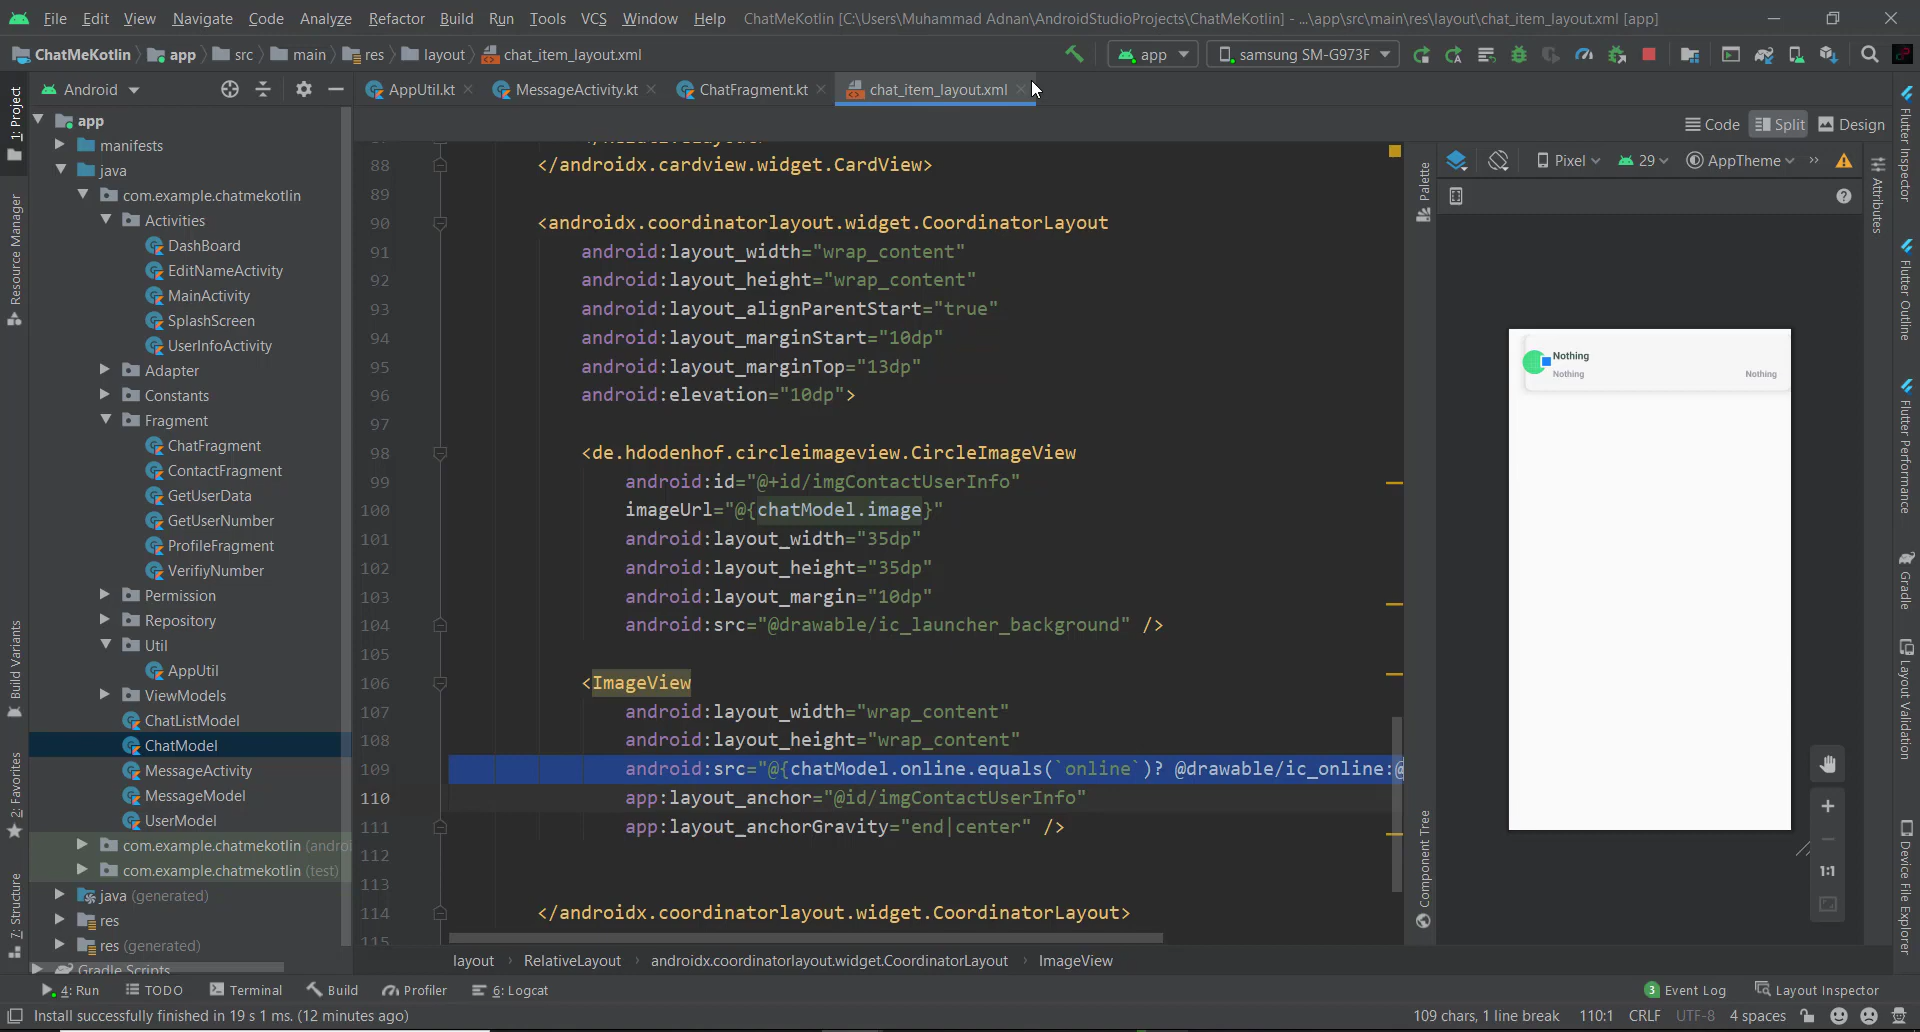 File Edit View Navigate Code Analyze Refactor Build Run Tools VCS Window Help ChatMeKotlin [C:\Users\Muhammad Adnan\AndroidStudioProjects\ChatMeKotlin] - ...\app\src\main\res\layout\chat_item_layout.xml [app]
ChatMeKotlin app src main res layout chat_item_layout.xml app samsung SM-G973F
Android AppUtil.kt MessageActivity.kt ChatFragment.kt chat_item_layout.xml
Code Split Design
app
manifests
java
com.example.chatmekotlin
Activities
DashBoard
EditNameActivity
MainActivity
SplashScreen
UserInfoActivity
Adapter
Constants
Fragment
ChatFragment
ContactFragment
GetUserData
GetUserNumber
ProfileFragment
VerifiyNumber
Permission
Repository
Util
AppUtil
ViewModels
ChatListModel
ChatModel
MessageActivity
MessageModel
UserModel
com.example.chatmekotlin (androi
com.example.chatmekotlin (test)
java (generated)
res
res (generated)
Gradle Scripts
1: Project
Resource Manager
Build Variants
2: Favorites
7: Structure
88 </androidx.cardview.widget.CardView>
89
90 <androidx.coordinatorlayout.widget.CoordinatorLayout
91 android:layout_width="wrap_content"
92 android:layout_height="wrap_content"
93 android:layout_alignParentStart="true"
94 android:layout_marginStart="10dp"
95 android:layout_marginTop="13dp"
96 android:elevation="10dp">
97
98 <de.hdodenhof.circleimageview.CircleImageView
99 android:id="@+id/imgContactUserInfo"
100 imageUrl="@{chatModel.image}"
101 android:layout_width="35dp"
102 android:layout_height="35dp"
103 android:layout_margin="10dp"
104 android:src="@drawable/ic_launcher_background" />
105
106 <ImageView
107 android:layout_width="wrap_content"
108 android:layout_height="wrap_content"
109 android:src="@{chatModel.online.equals(`online`)? @drawable/ic_online:@
110 app:layout_anchor="@id/imgContactUserInfo"
111 app:layout_anchorGravity="end|center" />
112
113
114 </androidx.coordinatorlayout.widget.CoordinatorLayout>
115
Palette
Component Tree
Pixel 29 AppTheme
Nothing
Nothing Nothing
1:1
Attributes
Flutter Inspector
Flutter Outline
Flutter Performance
Gradle
Layout Validation
Device File Explorer
layout RelativeLayout androidx.coordinatorlayout.widget.CoordinatorLayout ImageView
4: Run TODO Terminal Build Profiler 6: Logcat 3 Event Log Layout Inspector
Install successfully finished in 19 s 1 ms. (12 minutes ago) 109 chars, 1 line break 110:1 CRLF UTF-8 4 spaces